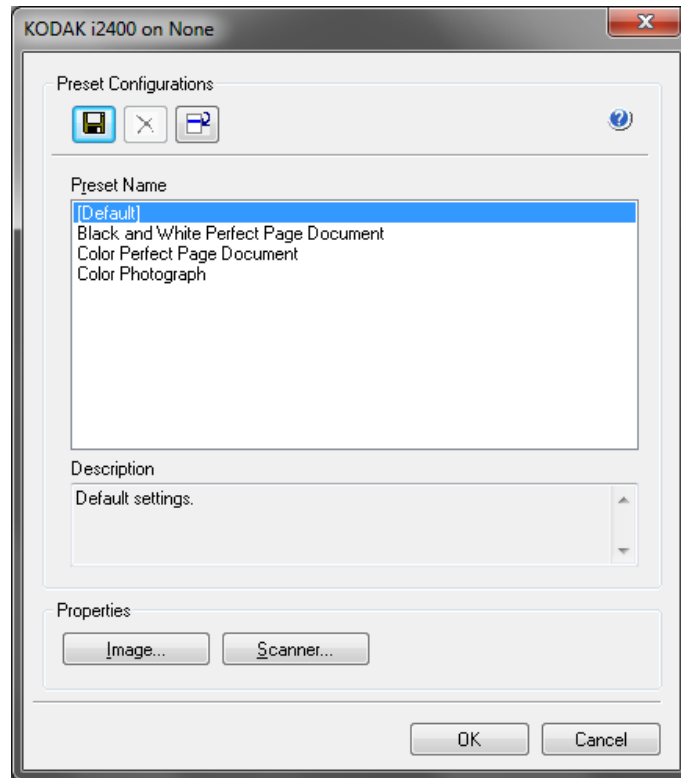 KODAK i2400 on None
Preset Configurations
Preset Name
[Default]
Black and White Perfect Page Document
Color Perfect Page Document
Color Photograph
Description
Default settings.
Properties
Image... Scanner...
OK Cancel